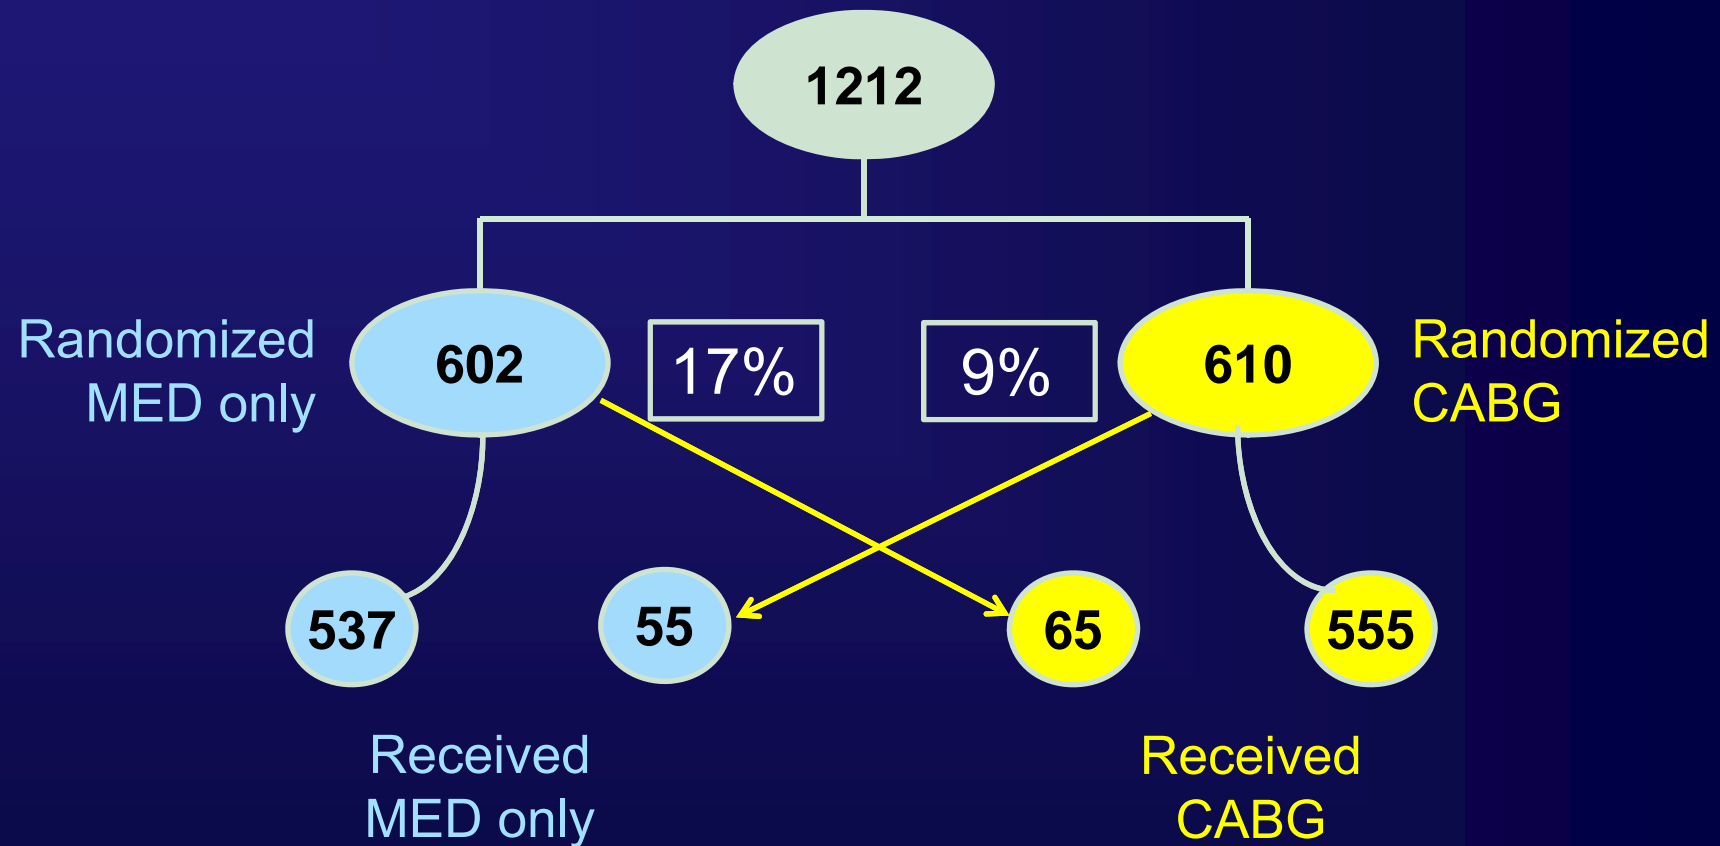 1212
Randomized
MED only
602
17%
9%
610
Randomized
CABG
537
55
65
555
Received
MED only
Received
CABG